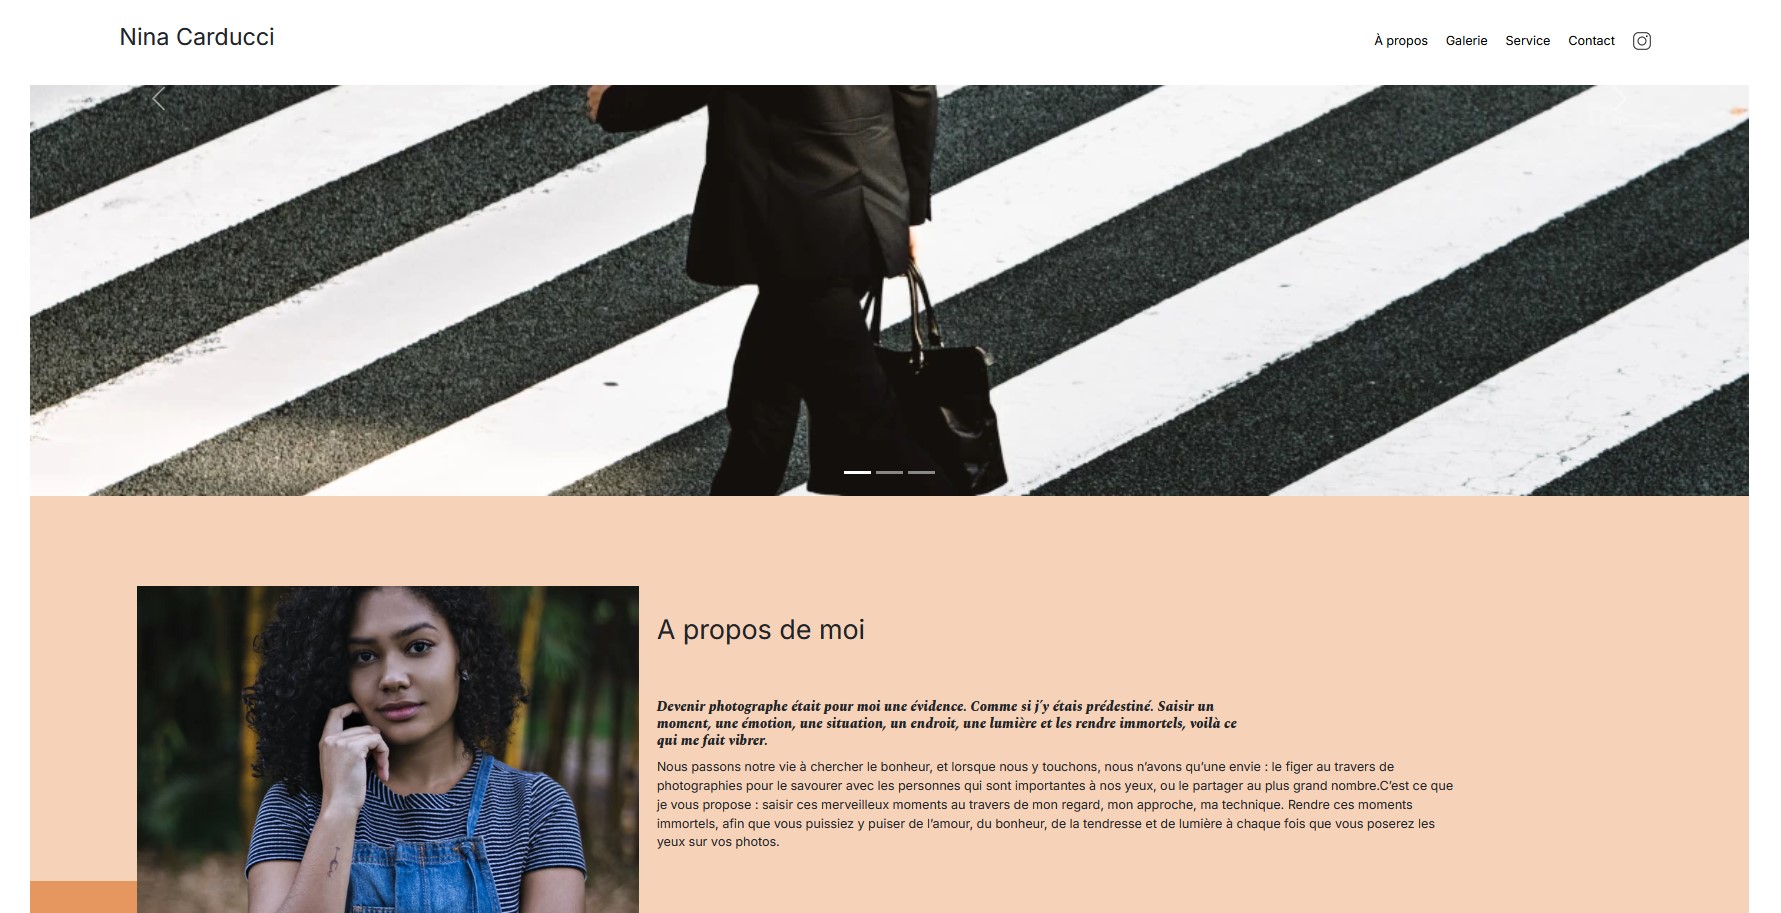 Nina Carducci
À propos Galerie Service Contact
A propos de moi
Devenir photographe était pour moi une évidence. Comme si j'y étais prédestiné. Saisir un
moment, une émotion, une situation, un endroit, une lumière et les rendre immortels, voilà ce
qui me fait vibrer.
Nous passons notre vie à chercher le bonheur, et lorsque nous y touchons, nous n’avons qu’une envie : le figer au travers de
photographies pour le savourer avec les personnes qui sont importantes à nos yeux, ou le partager au plus grand nombre.C’est ce que
je vous propose : saisir ces merveilleux moments au travers de mon regard, mon approche, ma technique. Rendre ces moments
immortels, afin que vous puissiez y puiser de l’amour, du bonheur, de la tendresse et de lumière à chaque fois que vous poserez les
yeux sur vos photos.